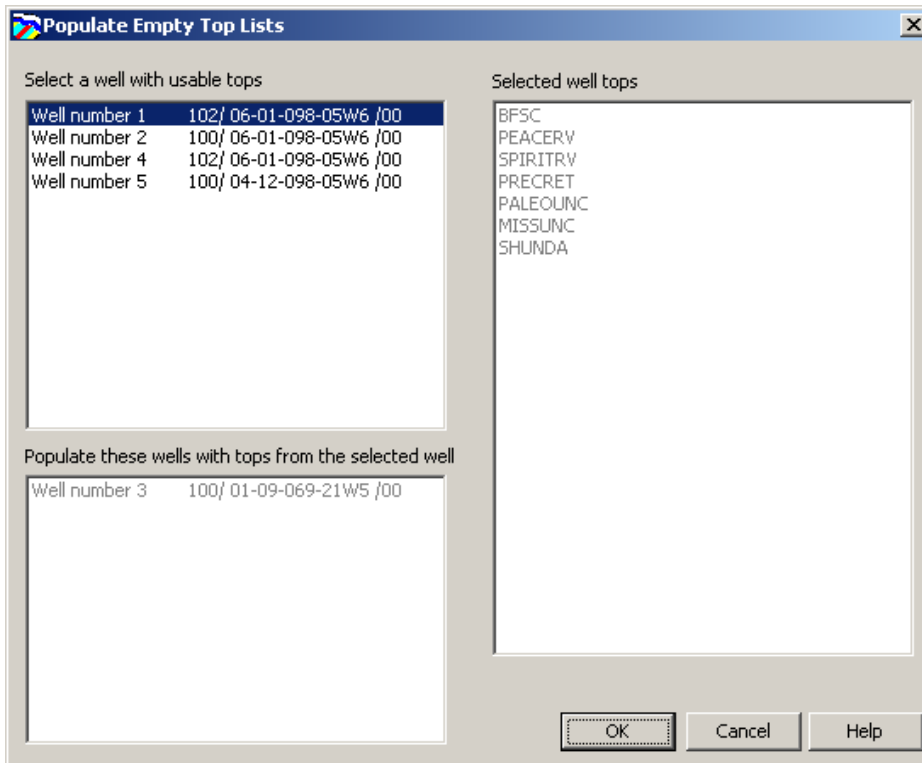 Populate Empty Top Lists
Select a well with usable tops
Well number 1 102/ 06-01-098-05W6 /00
Well number 2 100/ 06-01-098-05W6 /00
Well number 4 102/ 06-01-098-05W6 /00
Well number 5 100/ 04-12-098-05W6 /00
Populate these wells with tops from the selected well
Well number 3 100/ 01-09-069-21W5 /00
Selected well tops
BFSC
PEACERV
SPIRITRV
PRECRET
PALEOUNC
MISSUNC
SHUNDA
OK Cancel Help